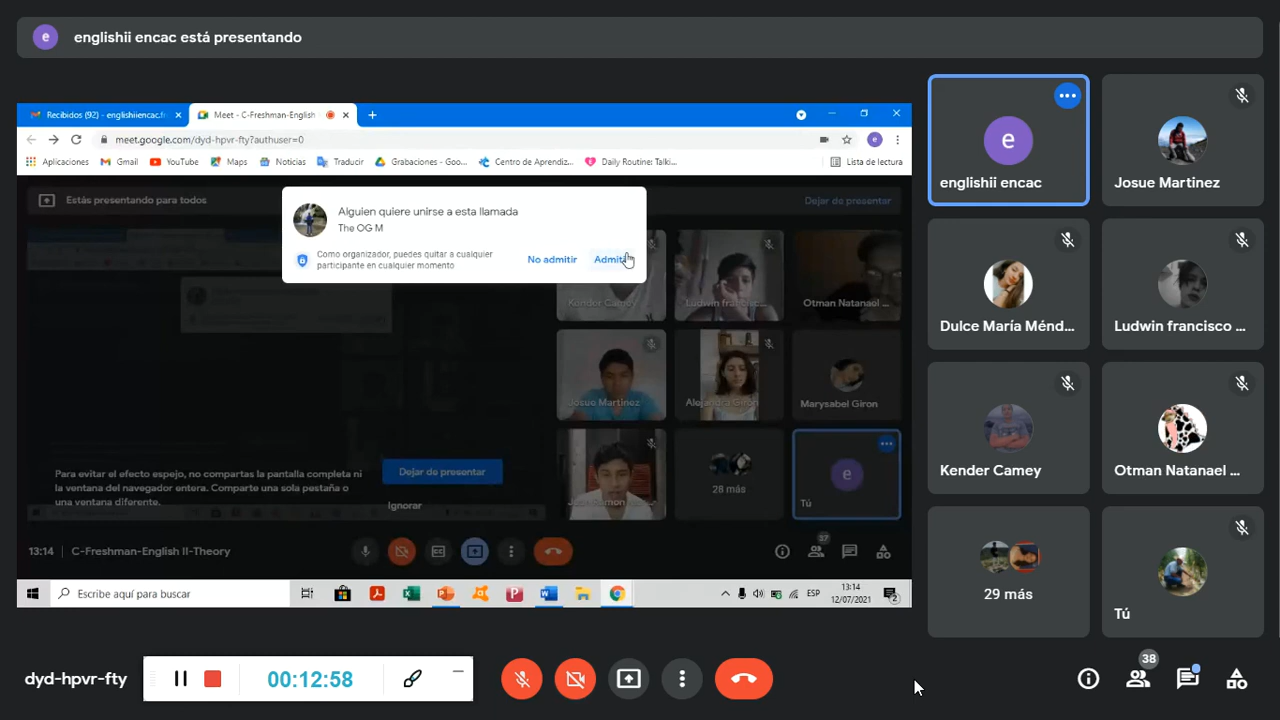 e englishii encac está presentando
Recibidos (92) - englishiiencac.fr
Meet - C-Freshman-English
meet.google.com/dyd-hpvr-fty?authuser=0
e
Aplicaciones
Gmail
YouTube
Maps
Noticias
Traducir
Grabaciones - Goo...
Centro de Aprendiz...
Daily Routine: Talki...
Lista de lectura
Estás presentando para todos
Dejar de presentar
Alguien quiere unirse a esta llamada
The OG M
Como organizador, puedes quitar a cualquier
participante en cualquier momento
No admitir
Admitir
Kender Camey
Ludwin francisc...
Otman Natanael ...
Josue Martinez
Alejandra Giron
Marysabel Giron
28 más
e
Tú
Para evitar el efecto espejo, no compartas la pantalla completa ni
la ventana del navegador entera. Comparte una sola pestaña o
una ventana diferente.
Dejar de presentar
Ignorar
13:14 | C-Freshman-English II-Theory
37
Escribe aquí para buscar
ESP
13:14
12/07/2021
2
e
englishii encac
Josue Martinez
Dulce María Ménd...
Ludwin francisco ...
Kender Camey
Otman Natanael ...
29 más
Tú
dyd-hpvr-fty
00:12:58
38